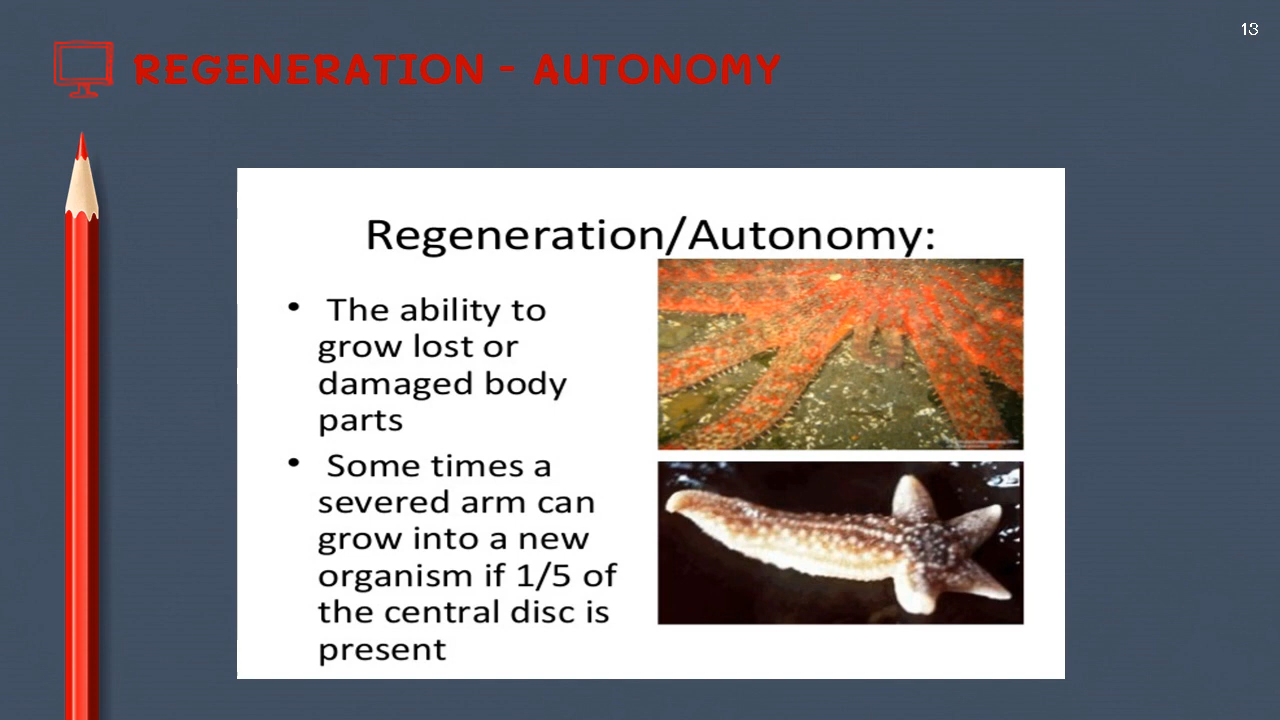 13
REGENERATION - AUTONOMY
Regeneration/Autonomy:
• The ability to
grow lost or
damaged body
parts
• Some times a
severed arm can
grow into a new
organism if 1/5 of
the central disc is
present